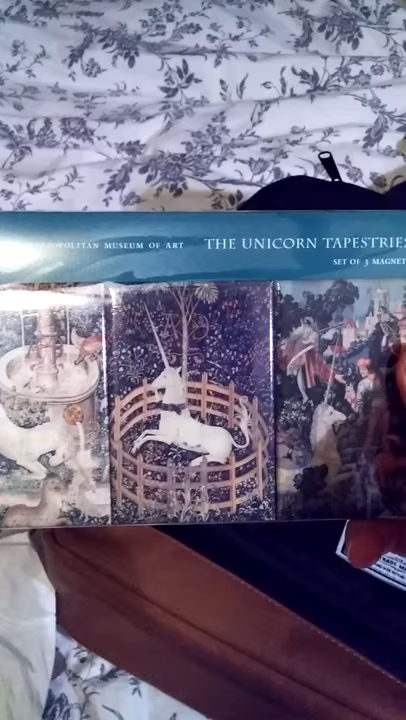 OPOLITAN MUSEUM OF ART
THE UNICORN TAPESTRIES
SET OF 3 MAGNET